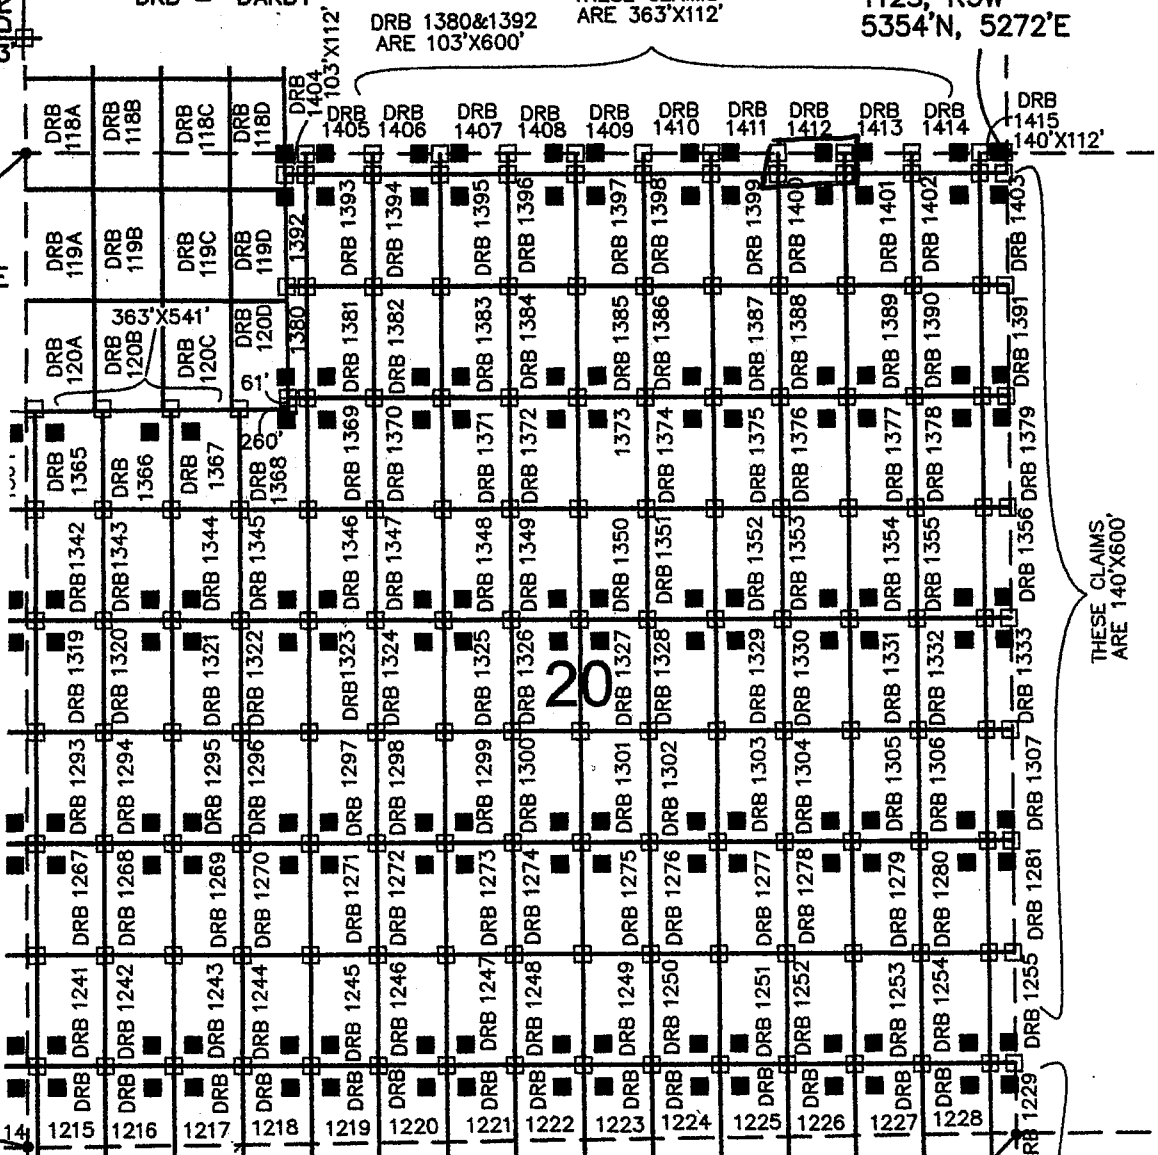 DRB = DARBY
DRB 1380&1392
ARE 103'X600'
ARE 363'X112'
1123, ROW
5354'N, 5272'E
DRB
1404
103'X112'
DRB
1405
DRB
1406
DRB
1407
DRB
1408
DRB
1409
DRB
1410
DRB
1411
DRB
1412
DRB
1413
DRB
1414
DRB
1415
140'X112'
DRB
118A
DRB
118B
DRB
118C
DRB
118D
DRB
119A
DRB
119B
DRB
119C
DRB
119D
1392
DRB 1393
DRB 1394
DRB 1395
DRB 1396
DRB 1397
DRB 1398
DRB 1399
DRB 1400
DRB 1401
DRB 1402
DRB 1403
363'X541'
DRB
120A
DRB
120B
DRB
120C
DRB
120D
1380
DRB 1381
DRB 1382
DRB 1383
DRB 1384
DRB 1385
DRB 1386
DRB 1387
DRB 1388
DRB 1389
DRB 1390
DRB 1391
61'
260'
DRB
1365
DRB
1366
DRB
1367
DRB
1368
DRB 1369
DRB 1370
DRB 1371
DRB 1372
1373
DRB 1374
DRB 1375
DRB 1376
DRB 1377
DRB 1378
DRB 1379
DRB1342
DRB1343
DRB 1344
DRB 1345
DRB 1346
DRB 1347
DRB 1348
DRB 1349
DRB 1350
DRB 1351
DRB 1352
DRB 1353
DRB 1354
DRB 1355
DRB 1356
THESE CLAIMS
ARE 140'X600'
DRB 1319
DRB 1320
DRB 1321
DRB 1322
DRB1323
DRB 1324
DRB 1325
DRB 1326
20
DRB 1327
DRB 1328
DRB 1329
DRB 1330
DRB 1331
DRB 1332
DRB 1333
DRB 1293
DRB 1294
DRB 1295
DRB 1296
DRB 1297
DRB 1298
DRB 1299
DRB 1300
DRB 1301
DRB 1302
DRB 1303
DRB 1304
DRB 1305
DRB 1306
DRB 1307
DRB 1267
DRB 1268
DRB 1269
DRB 1270
DRB 1271
DRB 1272
DRB 1273
DRB 1274
DRB 1275
DRB 1276
DRB 1277
DRB 1278
DRB 1279
DRB 1280
DRB 1281
DRB 1241
DRB 1242
DRB 1243
DRB 1244
DRB 1245
DRB 1246
DRB 1247
DRB 1248
DRB 1249
DRB 1250
DRB 1251
DRB 1252
DRB 1253
DRB 1254
DRB 1255
14
DRB
1215
DRB
1216
DRB
1217
DRB
1218
DRB
1219
DRB
1220
DRB
1221
DRB
1222
DRB
1223
DRB
1224
DRB
1225
DRB
1226
DRB
1227
DRB
1228
1229